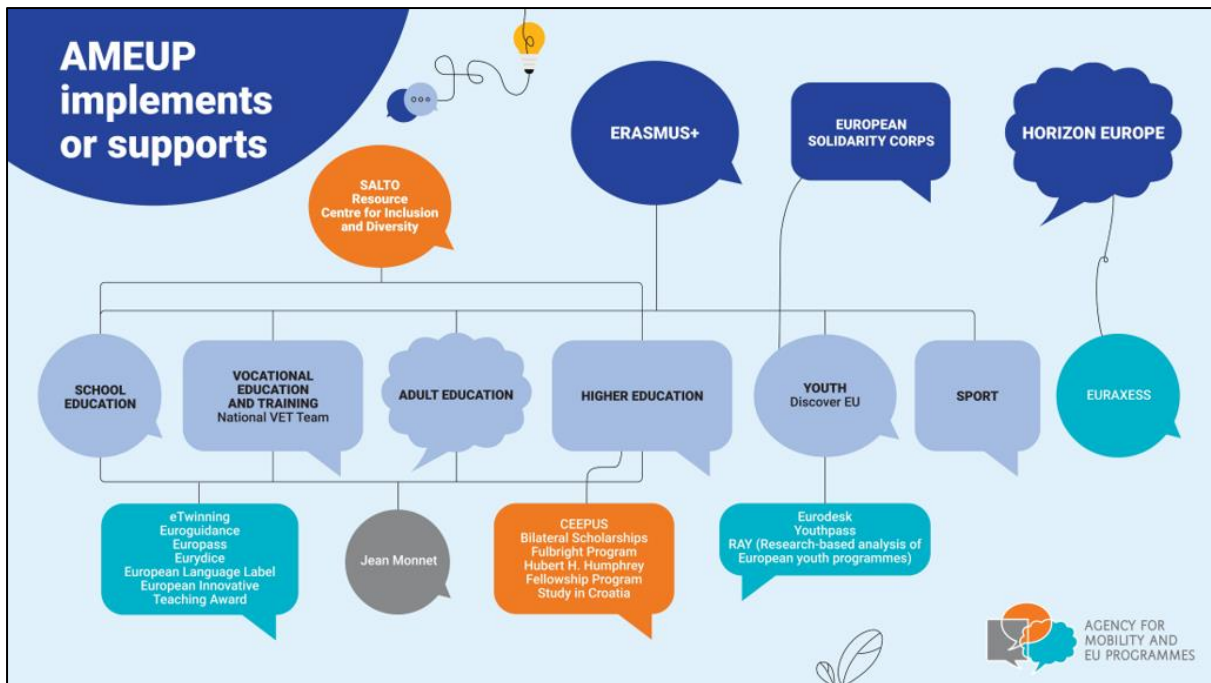 AMEUP
implements
or supports
ERASMUS+
EUROPEAN
SOLIDARITY CORPS
HORIZON EUROPE
SALTO
Resource
Centre for Inclusion
and Diversity
SCHOOL
EDUCATION
VOCATIONAL
EDUCATION
AND TRAINING
National VET Team
ADULT EDUCATION
HIGHER EDUCATION
YOUTH
Discover EU
SPORT
EURAXESS
eTwinning
Euroguidance
Europass
Eurydice
European Language Label
European Innovative
Teaching Award
Jean Monnet
CEEPUS
Bilateral Scholarships
Fulbright Program
Hubert H. Humphrey
Fellowship Program
Study in Croatia
Eurodesk
Youthpass
RAY (Research-based analysis of
European youth programmes)
AGENCY FOR
MOBILITY AND
EU PROGRAMMES